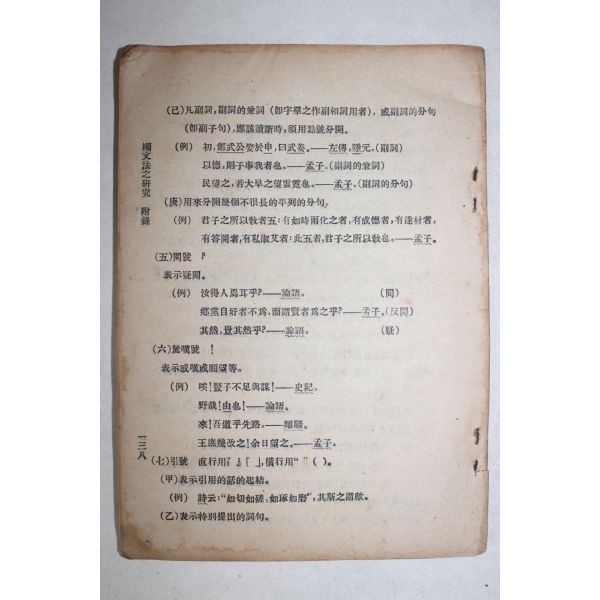 (己)凡副詞,副詞的兼詞(卽字羣之作副詞用者),或副詞的分句
(卽副子句),應該讀斷時,須用點號分開。
(例) 初,鄭武公娶於申,曰武姜。——左傳,隱元。(副詞)
以德,則子事我者也。——孟子。(副詞的兼詞)
民望之,若大旱之望雲霓也。——孟子。(副詞的分句)
(庚)用來分開幾個不很長的平列的分句。
(例) 君子之所以敎者五:有如時雨化之者,有成德者,有達材者,
有答問者,有私淑艾者:此五者,君子之所以敎也。——孟子。
(五)問號 ?
表示疑問。
(例) 汝得人焉耳乎?——論語。 (問)
鄉黨自好者不爲,而謂賢者爲之乎?——孟子。(反問)
其然,豈其然乎?——論語。 (疑)
(六)驚嘆號 !
表示感嘆或願望等。
(例) 唉!豎子不足與謀!——史記。
野哉!由也!——論語。
來!吾道乎先路。——離騷。
王庶幾改之!余日望之。——孟子。
(七)引號 直行用『』「」,橫行用“”( )。
(甲)表示引用的話的起結。
(例) 詩云:“如切如磋,如琢如磨”,其斯之謂歟。
(乙)表示特別提出的詞句。
國文法之硏究 附錄
一三八